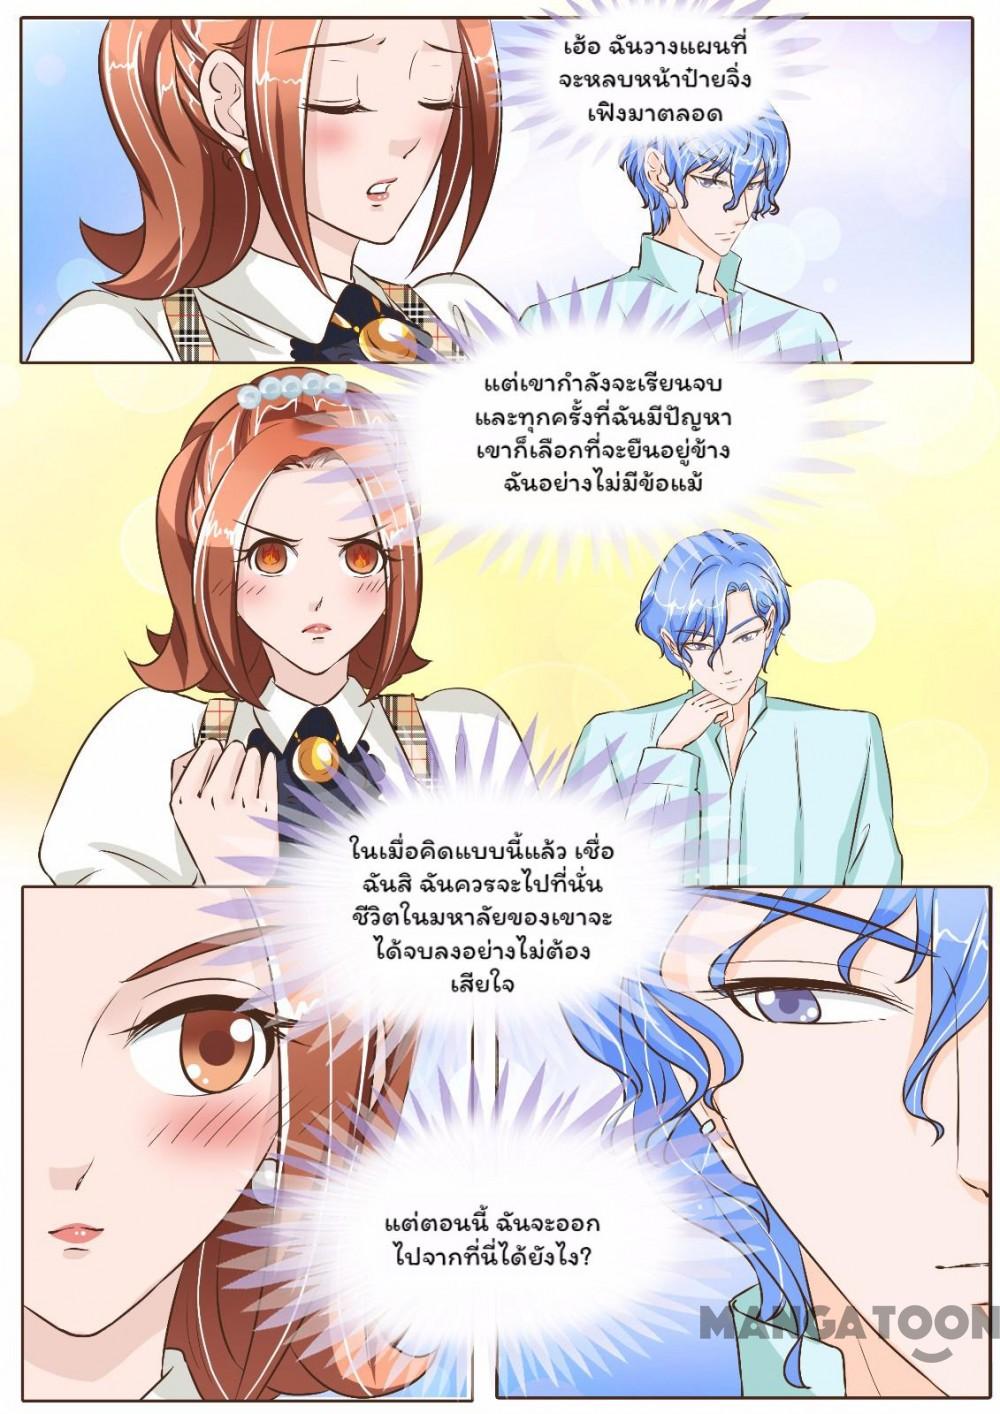 เฮ้อ ฉันวางแผนที่
จะหลบหน้าป๋ายจิ่ง
เฟิงมาตลอด
แต่เขากำลังจะเรียนจบ
และทุกครั้งที่ฉันมีปัญหา
เขาก็เลือกที่จะยืนอยู่ข้าง
ฉันอย่างไม่มีข้อแม้
ในเมื่อคิดแบบนี้แล้ว เชื่อ
ฉันสิ ฉันควรจะไปที่นั่น
ชีวิตในมหาลัยของเขาจะ
ได้จบลงอย่างไม่ต้อง
เสียใจ
แต่ตอนนี้ ฉันจะออก
ไปจากที่นี่ได้ยังไง?
MANGATOON